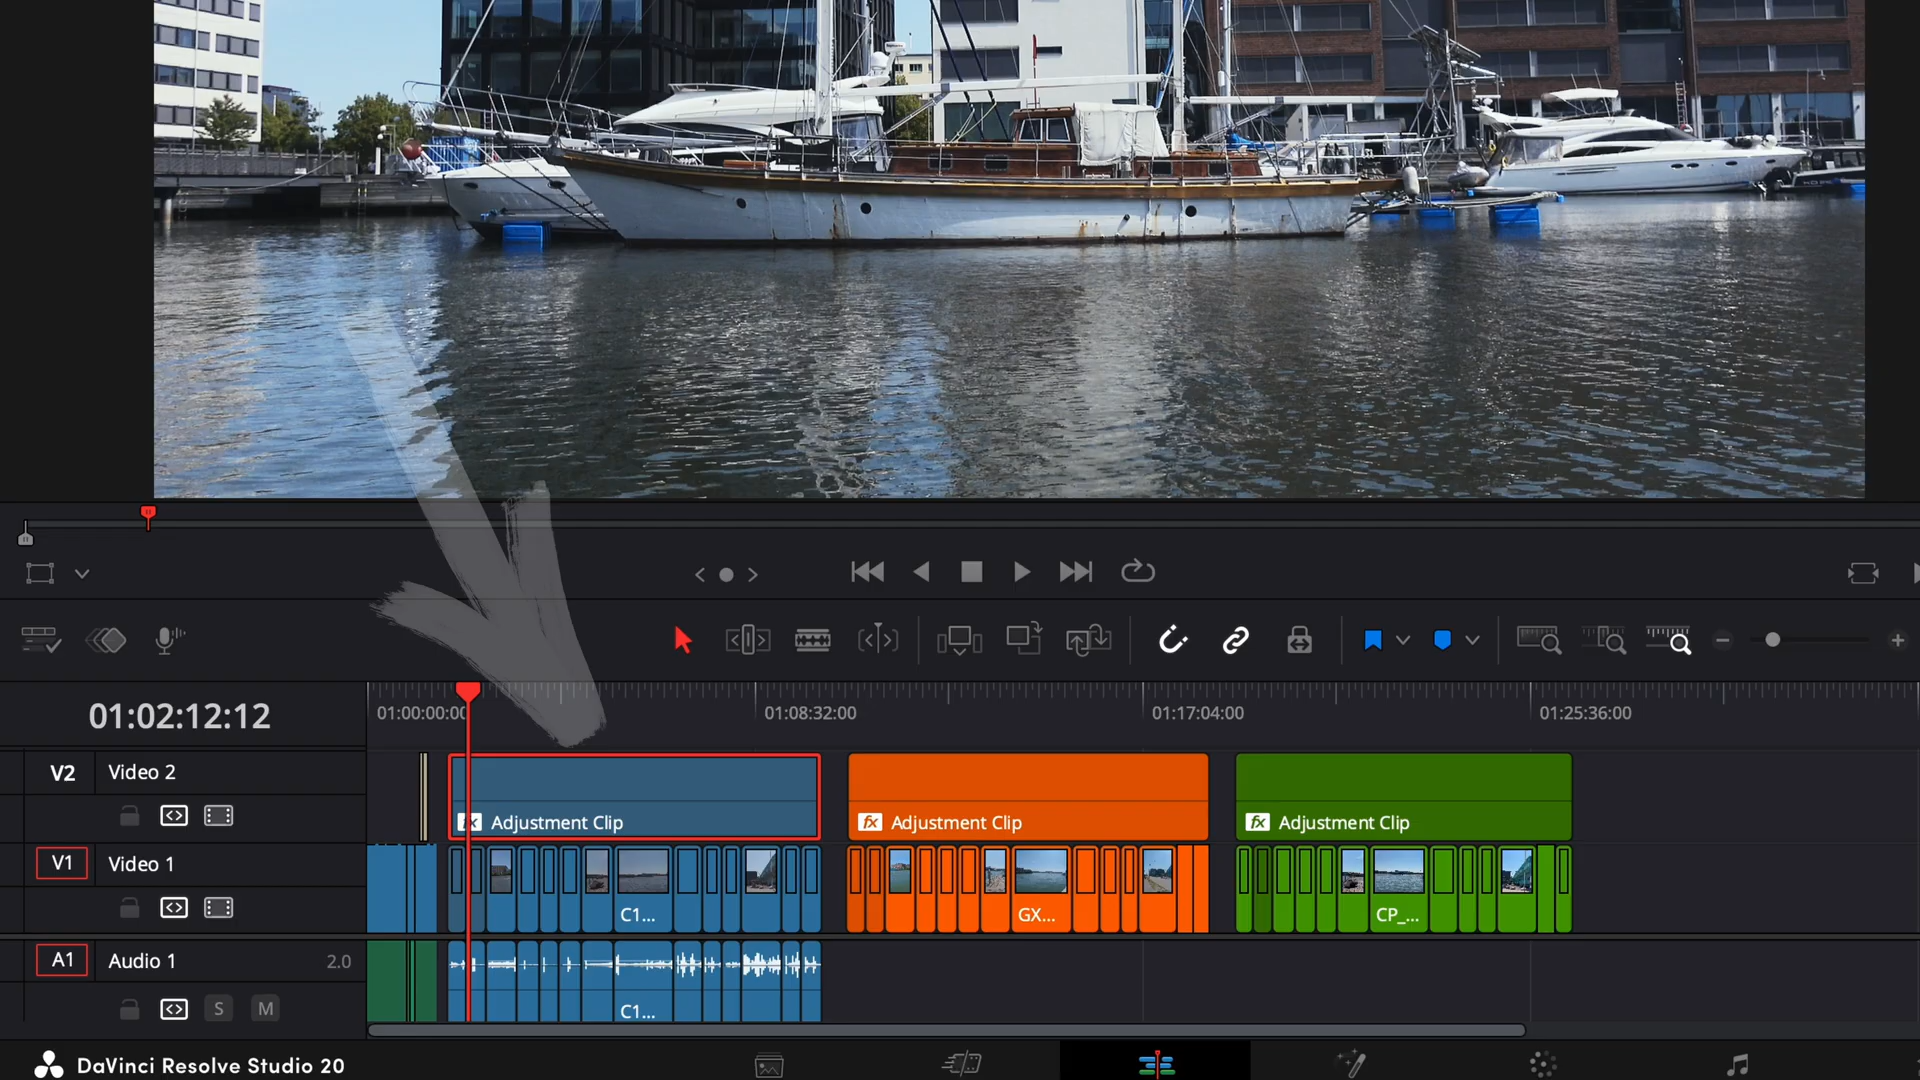 01:02:12:12
01:00:00:00
01:08:32:00
01:17:04:00
01:25:36:00
V2 Video 2
Adjustment Clip
Adjustment Clip
Adjustment Clip
V1 Video 1
C1...
GX...
CP_...
A1 Audio 1 2.0
S M
C1...
DaVinci Resolve Studio 20